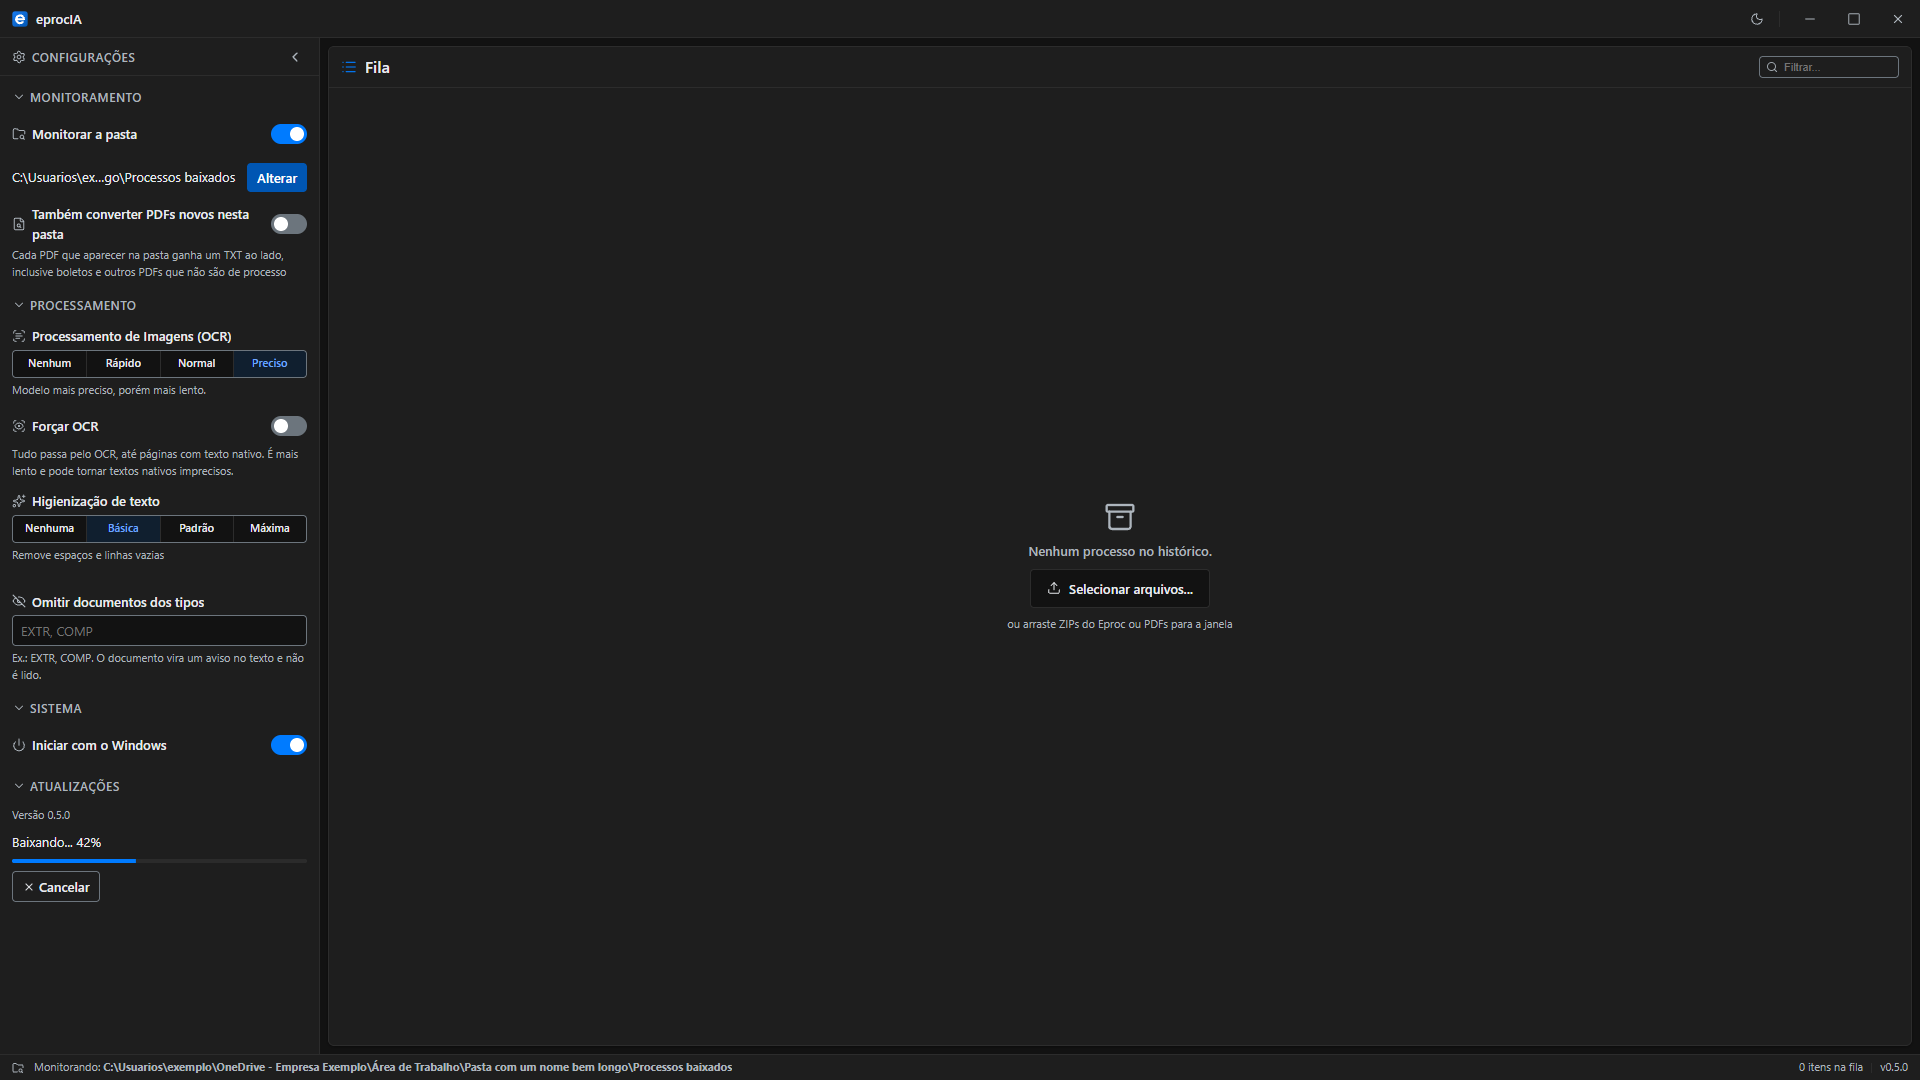 eprocIA
CONFIGURAÇÕES
MONITORAMENTO
Monitorar a pasta
C:\Usuarios\ex...go\Processos baixados
Alterar
Também converter PDFs novos nesta
pasta
Cada PDF que aparecer na pasta ganha um TXT ao lado,
inclusive boletos e outros PDFs que não são de processo
PROCESSAMENTO
Processamento de Imagens (OCR)
Nenhum Rápido Normal Preciso
Modelo mais preciso, porém mais lento.
Forçar OCR
Tudo passa pelo OCR, até páginas com texto nativo. É mais
lento e pode tornar textos nativos imprecisos.
Higienização de texto
Nenhuma Básica Padrão Máxima
Remove espaços e linhas vazias
Omitir documentos dos tipos
EXTR, COMP
Ex.: EXTR, COMP. O documento vira um aviso no texto e não
é lido.
SISTEMA
Iniciar com o Windows
ATUALIZAÇÕES
Versão 0.5.0
Baixando... 42%
Cancelar
Fila
Filtrar...
Nenhum processo no histórico.
Selecionar arquivos...
ou arraste ZIPs do Eproc ou PDFs para a janela
Monitorando: C:\Usuarios\exemplo\OneDrive - Empresa Exemplo\Área de Trabalho\Pasta com um nome bem longo\Processos baixados
0 itens na fila
v0.5.0